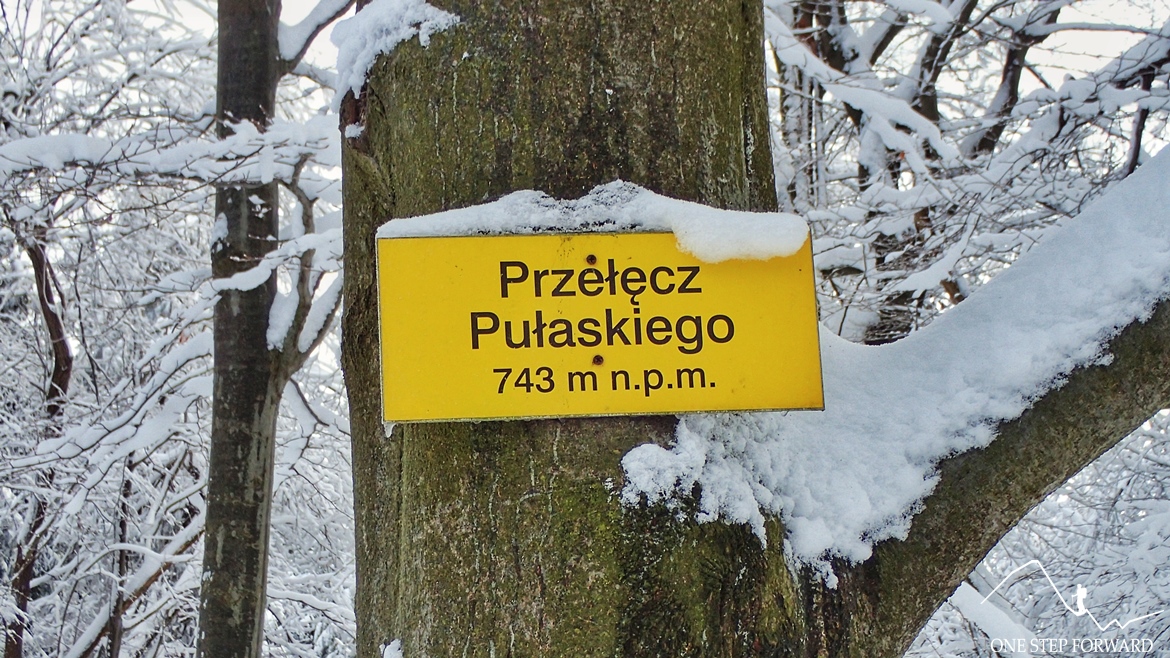 Przełęcz
Pułaskiego
743 m n.p.m.
ONE STEP FORWARD